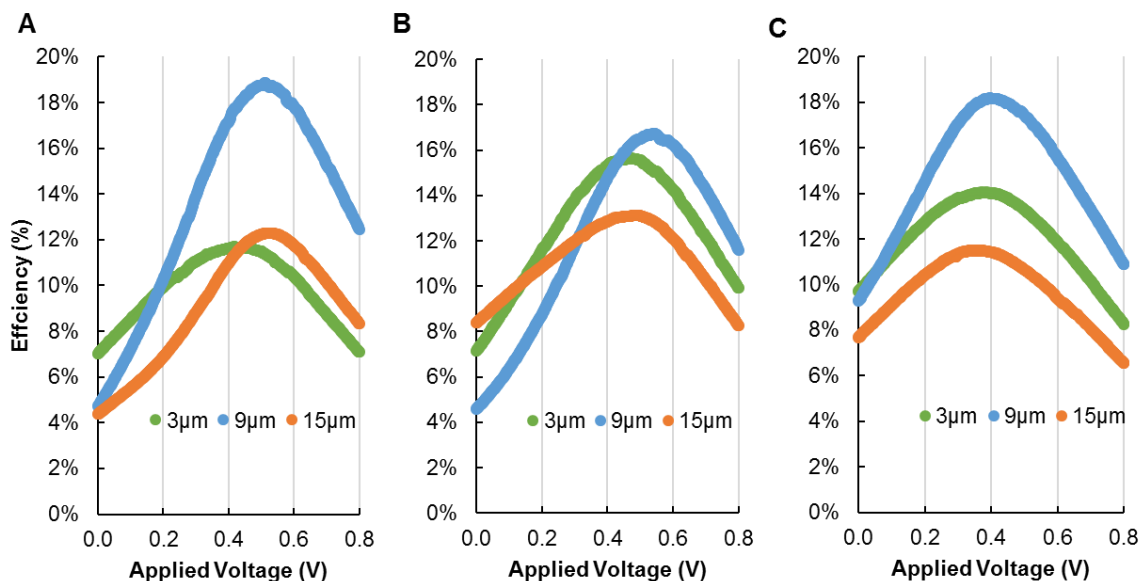 A
20%
18%
16%
14%
12%
10%
8%
6%
4%
2%
0%
Effciency (%)
3µm 9µm 15µm
0.0 0.2 0.4 0.6 0.8
Applied Voltage (V)
B
20%
18%
16%
14%
12%
10%
8%
6%
4%
2%
0%
3µm 9µm 15µm
0.0 0.2 0.4 0.6 0.8
Applied Voltage (V)
C
20%
18%
16%
14%
12%
10%
8%
6%
4%
2%
0%
3µm 9µm 15µm
0.0 0.2 0.4 0.6 0.8
Applied Voltage (V)